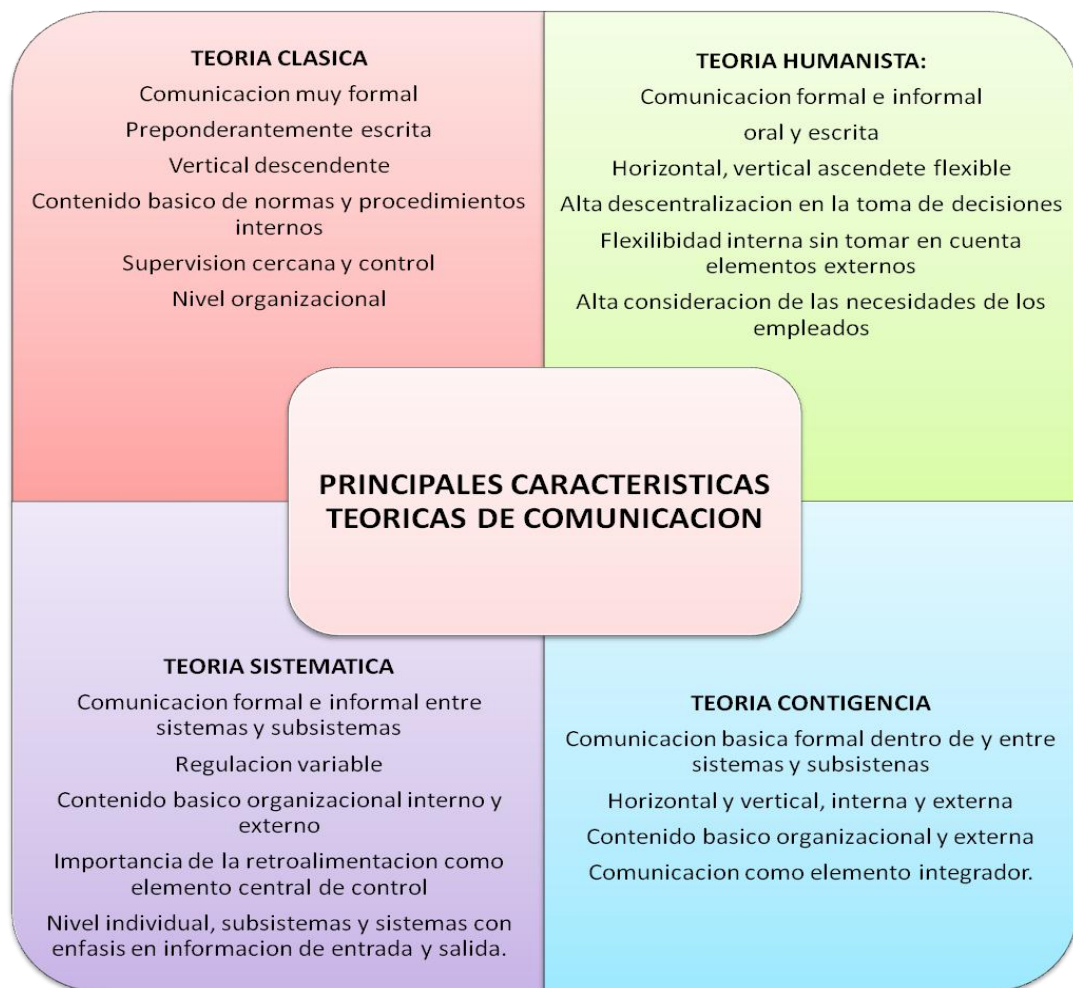 TEORIA CLASICA
Comunicacion muy formal
Preponderantemente escrita
Vertical descendente
Contenido basico de normas y procedimientos
internos
Supervision cercana y control
Nivel organizacional
TEORIA HUMANISTA:
Comunicacion formal e informal
oral y escrita
Horizontal, vertical ascendete flexible
Alta descentralizacion en la toma de decisiones
Flexilibidad interna sin tomar en cuenta
elementos externos
Alta consideracion de las necesidades de los
empleados
PRINCIPALES CARACTERISTICAS
TEORICAS DE COMUNICACION
TEORIA SISTEMATICA
Comunicacion formal e informal entre
sistemas y subsistemas
Regulacion variable
Contenido basico organizacional interno y
externo
Importancia de la retroalimentacion como
elemento central de control
Nivel individual, subsistemas y sistemas con
enfasis en informacion de entrada y salida.
TEORIA CONTIGENCIA
Comunicacion basica formal dentro de y entre
sistemas y subsistenas
Horizontal y vertical, interna y externa
Contenido basico organizacional y externa
Comunicacion como elemento integrador.